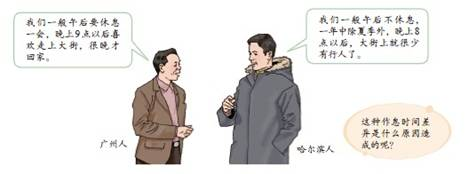 我们一般午后要休息
一会，晚上9点以后喜
欢走上大街，很晚才
回家。
我们一般午后不休息，
一年中除夏季外，晚上8
点以后，大街上就很少
有行人了。
广州人
哈尔滨人
这种作息时间差
异是什么原因造
成的呢？